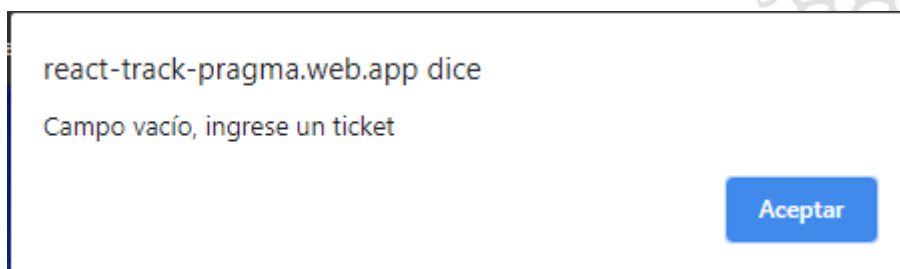 react-track-pragma.web.app dice
Campo vacío, ingrese un ticket
Aceptar